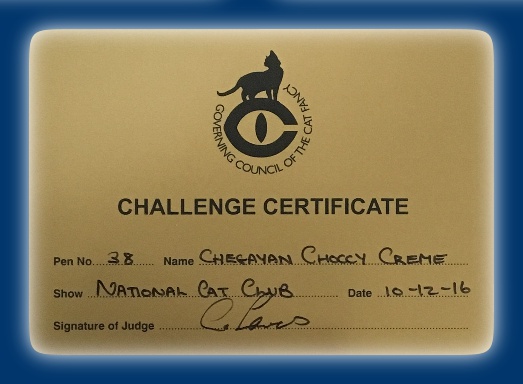 GOVERNING COUNCIL OF THE CAT FANCY
CHALLENGE CERTIFICATE
Pen No. 38 Name CHEGAYAN CHOCCY CREME
Show NATIONAL CAT CLUB Date 10-12-16
Signature of Judge